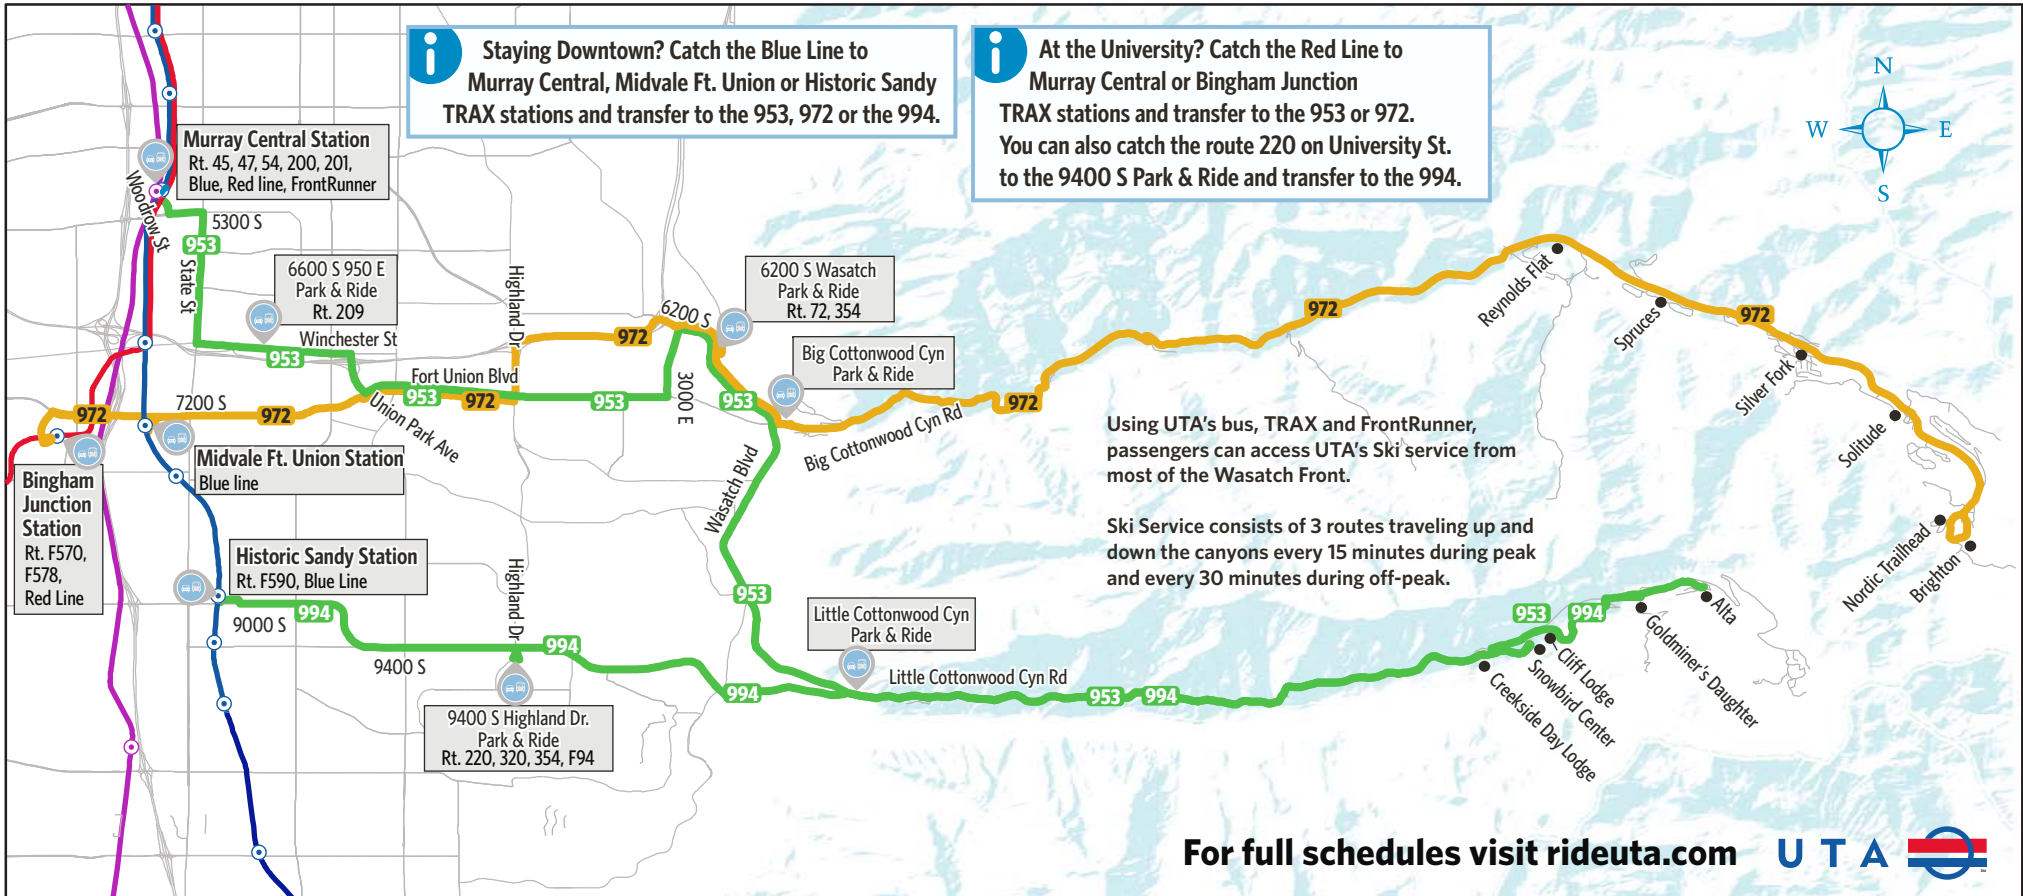 Staying Downtown? Catch the Blue Line to
Murray Central, Midvale Ft. Union or Historic Sandy
TRAX stations and transfer to the 953, 972 or the 994.
At the University? Catch the Red Line to
Murray Central or Bingham Junction
TRAX stations and transfer to the 953 or 972.
You can also catch the route 220 on University St.
to the 9400 S Park & Ride and transfer to the 994.
N
W
E
S
Murray Central Station
Rt. 45, 47, 54, 200, 201,
Blue, Red line, FrontRunner
Woodrow St
5300 S
953
State St
6600 S 950 E
Park & Ride
Rt. 209
Winchester St
953
Highland Dr
972
6200 S
6200 S Wasatch
Park & Ride
Rt. 72, 354
Big Cottonwood Cyn
Park & Ride
972
Reynolds Flat
Spruces
972
Silver Fork
Solitude
Nordic Trailhead
Brighton
Fort Union Blvd
953
972
953
3000 E
953
972
7200 S
972
Union Park Ave
Big Cottonwood Cyn Rd
972
Midvale Ft. Union Station
Blue line
Bingham
Junction
Station
Rt. F570,
F578,
Red Line
Wasatch Blvd
Using UTA's bus, TRAX and FrontRunner,
passengers can access UTA's Ski service from
most of the Wasatch Front.
Ski Service consists of 3 routes traveling up and
down the canyons every 15 minutes during peak
and every 30 minutes during off-peak.
Historic Sandy Station
Rt. F590, Blue Line
994
9000 S
9400 S
Highland Dr
994
953
Little Cottonwood Cyn
Park & Ride
Little Cottonwood Cyn Rd
994
953
994
953
994
Alta
Goldminer's Daughter
Cliff Lodge
Snowbird Center
Creekside Day Lodge
9400 S Highland Dr.
Park & Ride
Rt. 220, 320, 354, F94
For full schedules visit rideuta.com
UTA